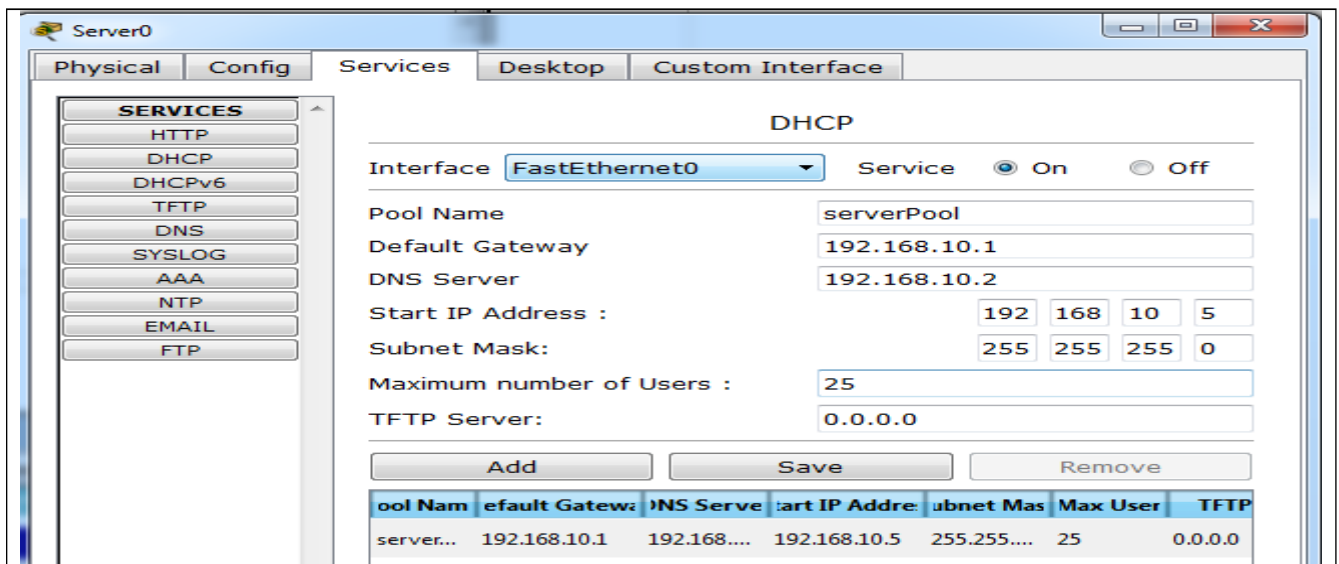 Server0
Physical Config Services Desktop Custom Interface
SERVICES
HTTP
DHCP
DHCPv6
TFTP
DNS
SYSLOG
AAA
NTP
EMAIL
FTP
DHCP
Interface FastEthernet0 Service On Off
Pool Name serverPool
Default Gateway 192.168.10.1
DNS Server 192.168.10.2
Start IP Address : 192 168 10 5
Subnet Mask: 255 255 255 0
Maximum number of Users : 25
TFTP Server: 0.0.0.0
Add Save Remove
ool Nam efault Gatewa NS Serve tart IP Addre ubnet Mas Max User TFTP
server... 192.168.10.1 192.168.... 192.168.10.5 255.255.... 25 0.0.0.0